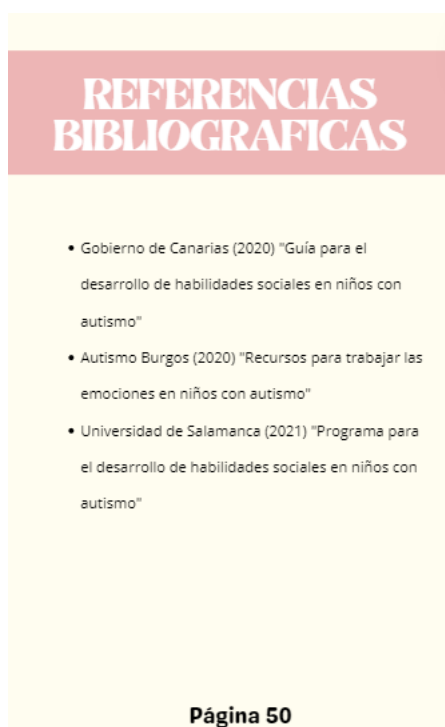 REFERENCIAS
BIBLIOGRAFICAS
• Gobierno de Canarias (2020) "Guía para el
desarrollo de habilidades sociales en niños con
autismo"
• Autismo Burgos (2020) "Recursos para trabajar las
emociones en niños con autismo"
• Universidad de Salamanca (2021) "Programa para
el desarrollo de habilidades sociales en niños con
autismo"
Página 50